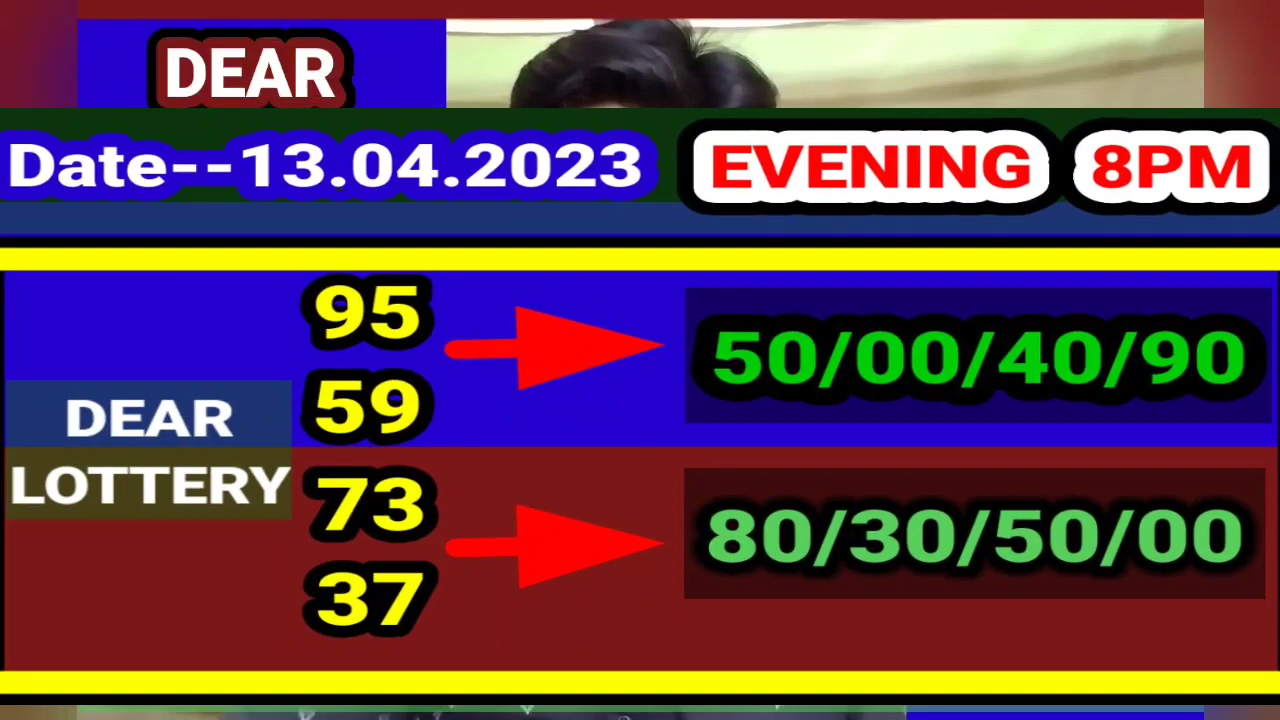 DEAR
Date--13.04.2023 EVENING 8PM
95
50/00/40/90
59
DEAR
LOTTERY
73
80/30/50/00
37